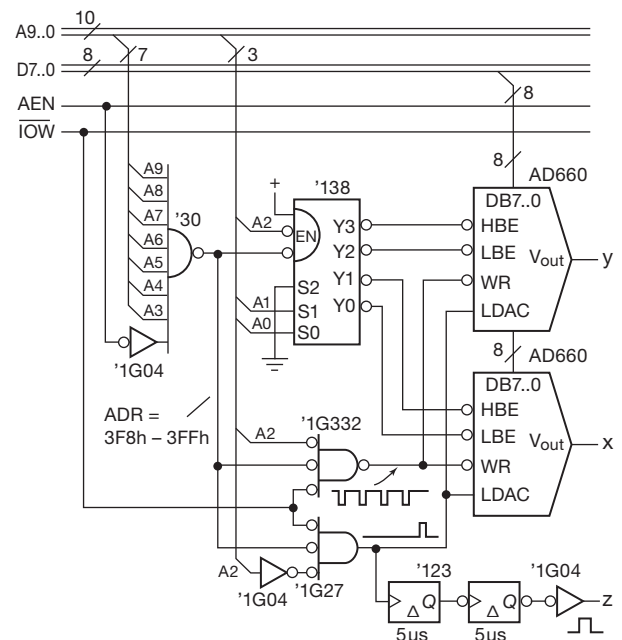 10
A9..0
7
3
8
D7..0
8
AEN
IOW
8
AD660
'138
DB7..0
HBE
LBE
WR
LDAC
Vout
y
+
EN
Y3
Y2
Y1
Y0
S2
S1
S0
A2
A1
A0
A9
A8
A7
A6
A5
A4
A3
'30
'1G04
8
AD660
DB7..0
HBE
LBE
WR
LDAC
Vout
x
ADR =
3F8h – 3FFh
'1G332
A2
A2
'1G04
'1G27
'123
'1G04
Q
Q
z
5us
5us